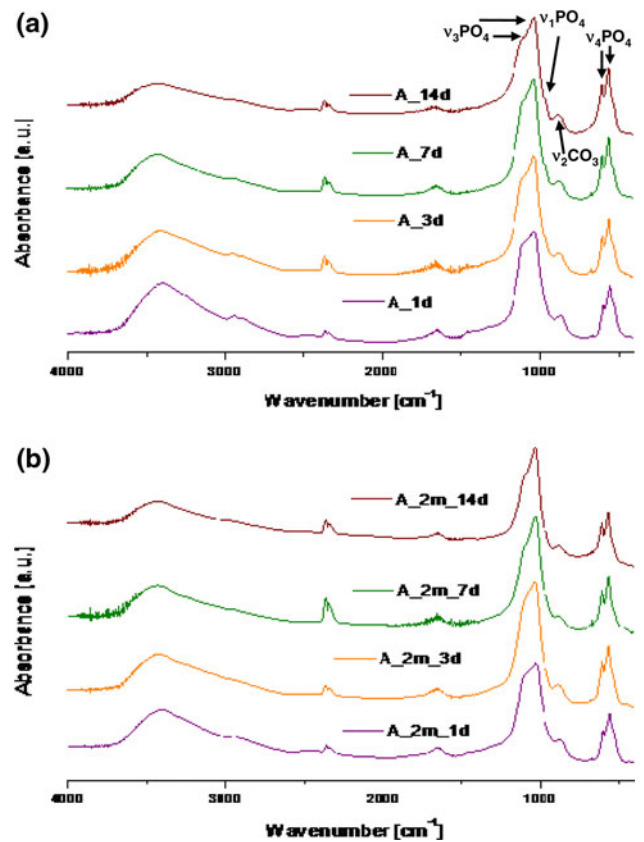 (a)
ν₁PO₄
ν₃PO₄
ν₄PO₄
A_14d
ν₂CO₃
A_7d
A_3d
A_1d
Absorbance [a.u.]
4000 3000 2000 1000
Wavenumber [cm⁻¹]
(b)
A_2m_14d
A_2m_7d
A_2m_3d
A_2m_1d
Absorbance [a.u.]
4000 3000 2000 1000
Wavenumber [cm⁻¹]